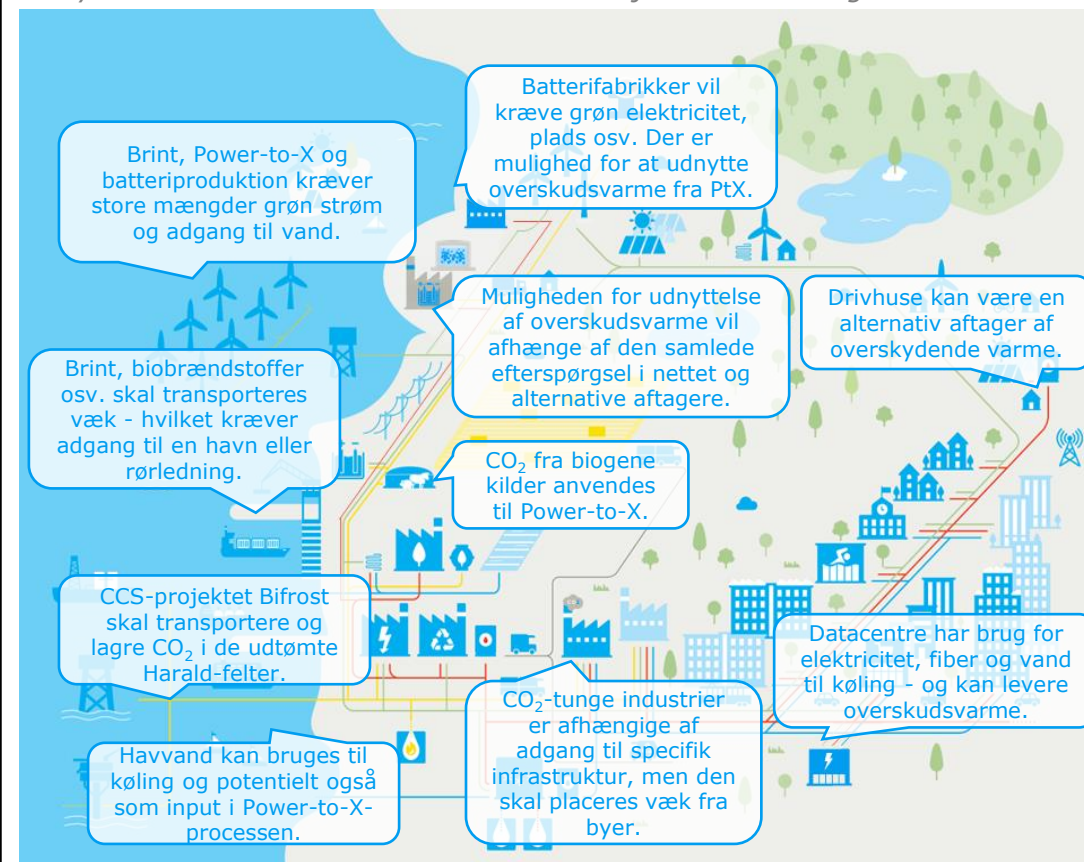 Batterifabrikker vil
kræve grøn elektricitet,
plads osv. Der er
mulighed for at udnytte
overskudsvarme fra PtX.
Brint, Power-to-X og
batteriproduktion kræver
store mængder grøn strøm
og adgang til vand.
Muligheden for udnyttelse
af overskudsvarme vil
afhænge af den samlede
efterspørgsel i nettet og
alternative aftagere.
Drivhuse kan være en
alternativ aftager af
overskydende varme.
Brint, biobrændstoffer
osv. skal transporteres
væk - hvilket kræver
adgang til en havn eller
rørledning.
CO₂ fra biogene
kilder anvendes
til Power-to-X.
CCS-projektet Bifrost
skal transportere og
lagre CO₂ i de udtømte
Harald-felter.
Datacentre har brug for
elektricitet, fiber og vand
til køling - og kan levere
overskudsvarme.
CO₂-tunge industrier
er afhængige af
adgang til specifik
infrastruktur, men den
skal placeres væk fra
byer.
Havvand kan bruges til
køling og potentielt også
som input i Power-to-X-
processen.